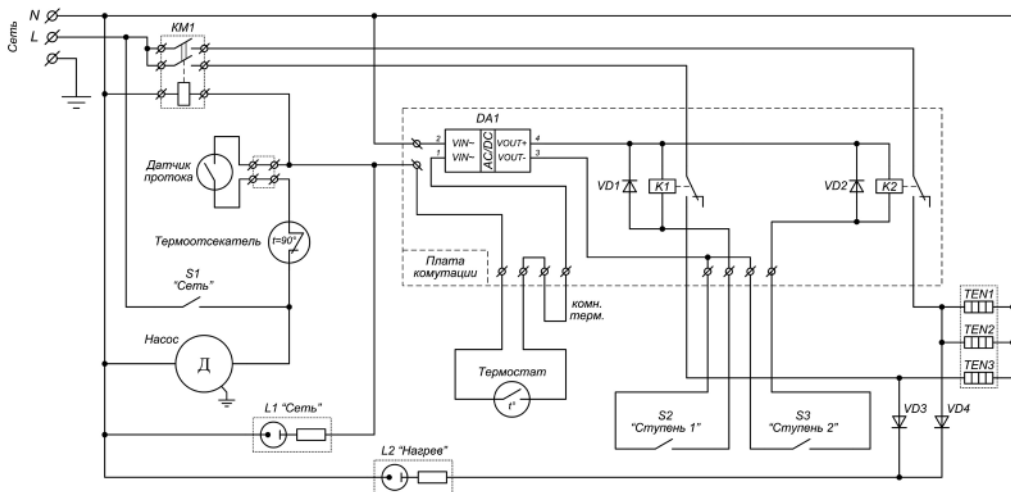 Сеть
N
L
КМ1
DA1
2 VIN~ AC/DC VOUT+ 4
1 VIN~ VOUT- 3
Датчик
протока
VD1
K1
VD2
K2
Термоотсекатель
t=90°
Плата
комутации
S1
"Сеть"
комн.
терм.
TEN1
TEN2
TEN3
Насос
Д
Термостат
t°
L1 "Сеть"
S2
"Ступень 1"
S3
"Ступень 2"
VD3
VD4
L2 "Нагрев"